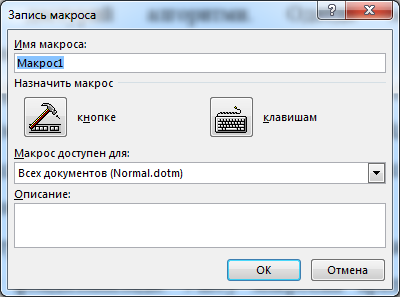 Запись макроса
Имя макроса:
Макрос1
Назначить макрос
кнопке
клавишам
Макрос доступен для:
Всех документов (Normal.dotm)
Описание:
ОК
Отмена